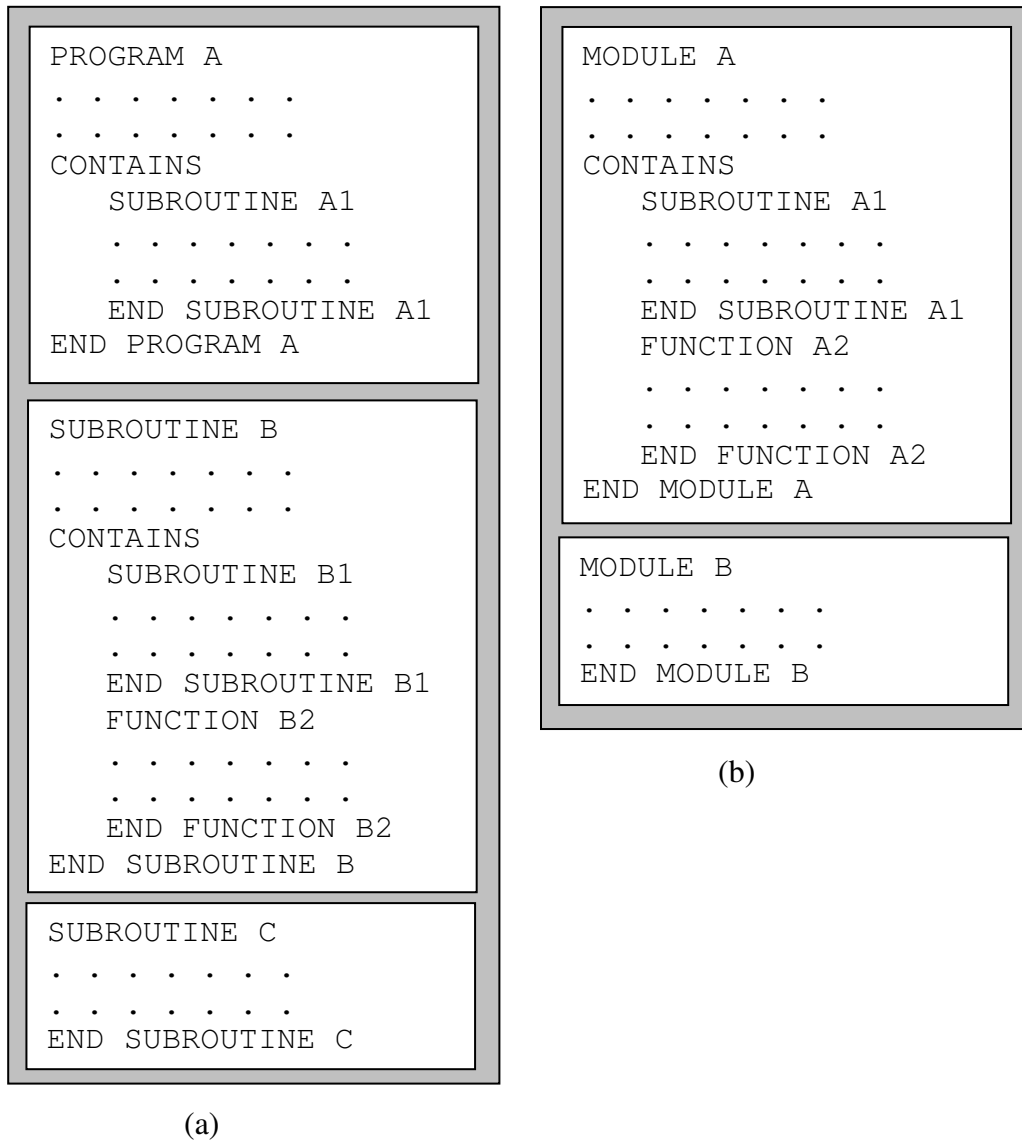 PROGRAM A
. . . . . . .
. . . . . . .
CONTAINS
SUBROUTINE A1
. . . . . . .
. . . . . . .
END SUBROUTINE A1
END PROGRAM A
SUBROUTINE B
. . . . . . .
. . . . . . .
CONTAINS
SUBROUTINE B1
. . . . . . .
. . . . . . .
END SUBROUTINE B1
FUNCTION B2
. . . . . . .
. . . . . . .
END FUNCTION B2
END SUBROUTINE B
SUBROUTINE C
. . . . . . .
. . . . . . .
END SUBROUTINE C
(a)
MODULE A
. . . . . . .
. . . . . . .
CONTAINS
SUBROUTINE A1
. . . . . . .
. . . . . . .
END SUBROUTINE A1
FUNCTION A2
. . . . . . .
. . . . . . .
END FUNCTION A2
END MODULE A
MODULE B
. . . . . . .
. . . . . . .
END MODULE B
(b)